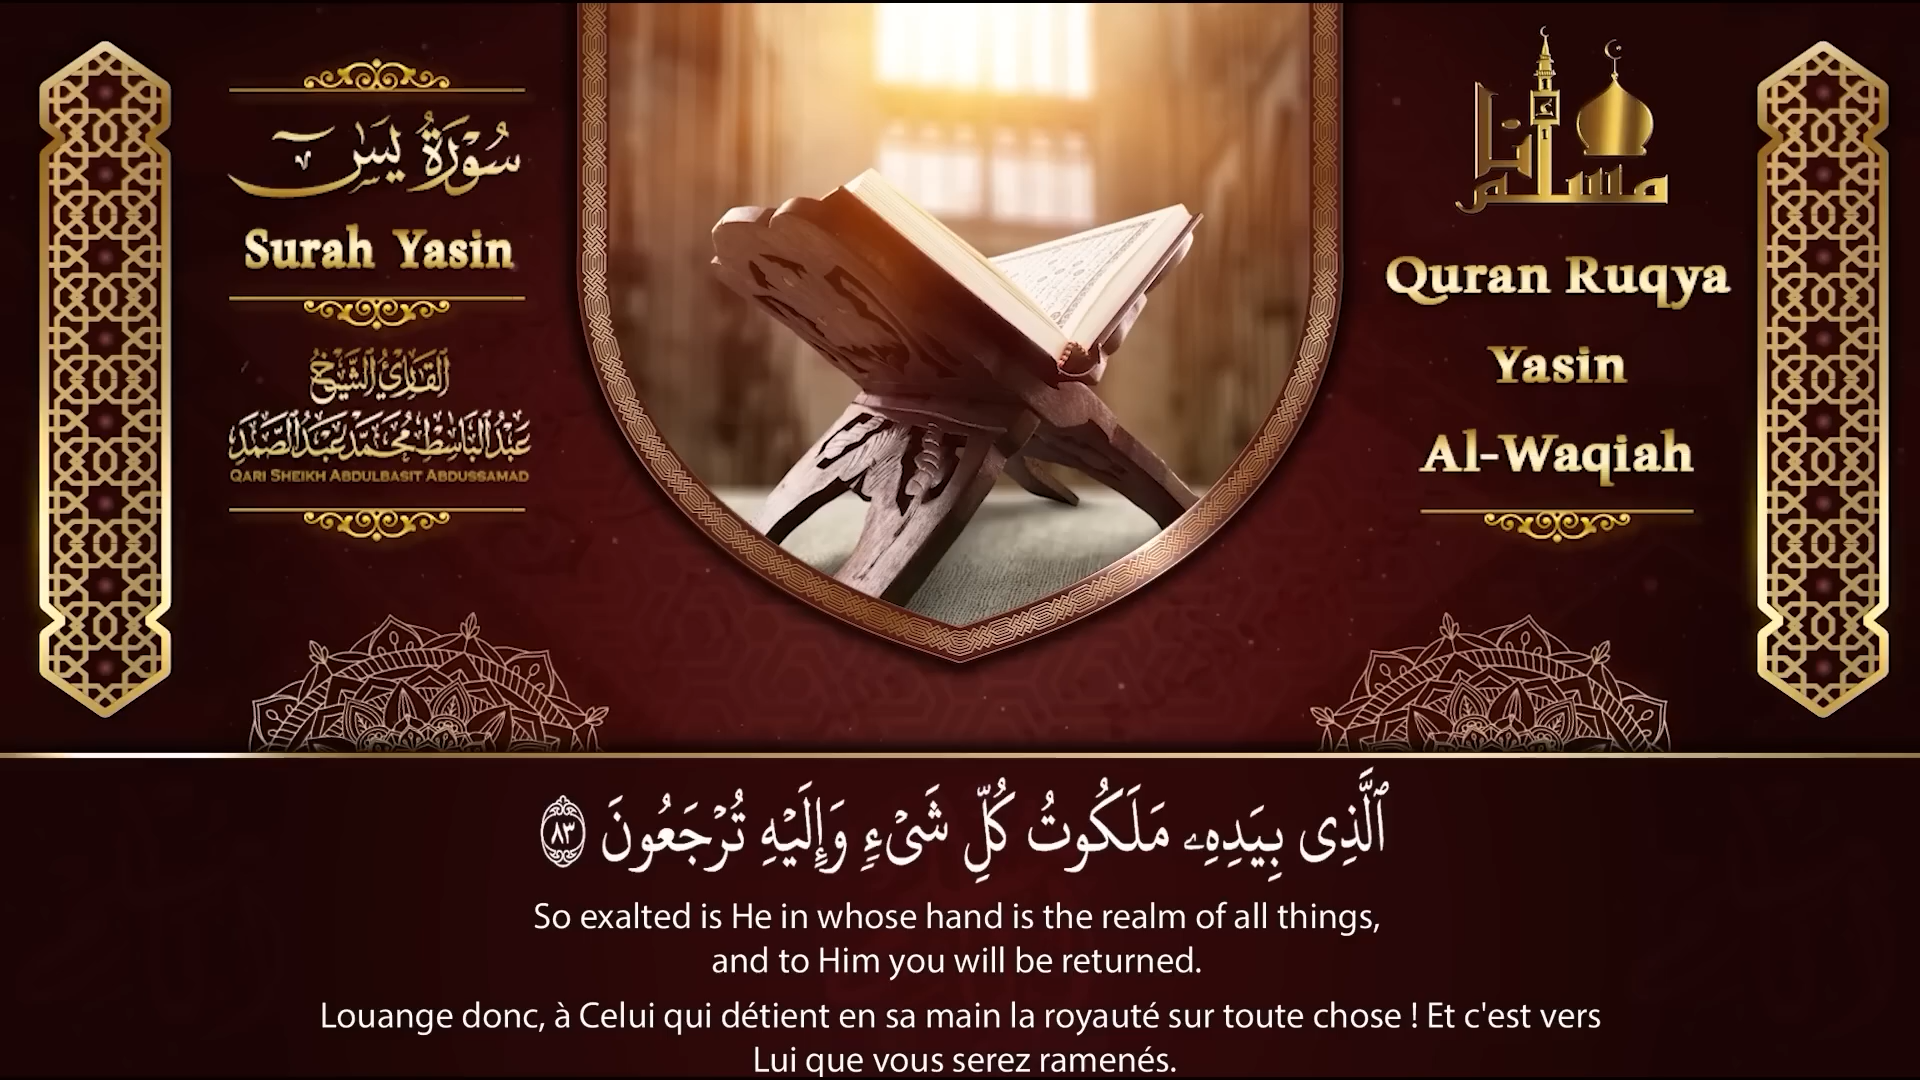 سُورَةُ يسٓ
Surah Yasin
القارئ الشيخ
عبد الباسط محمد عبد الصمد
QARI SHEIKH ABDULBASIT ABDUSSAMAD
مسلمانا
Quran Ruqya
Yasin
Al-Waqiah
ٱلَّذِى بِيَدِهِۦ مَلَكُوتُ كُلِّ شَىْءٍ وَإِلَيْهِ تُرْجَعُونَ ٨٣
So exalted is He in whose hand is the realm of all things,
and to Him you will be returned.
Louange donc, à Celui qui détient en sa main la royauté sur toute chose ! Et c'est vers
Lui que vous serez ramenés.